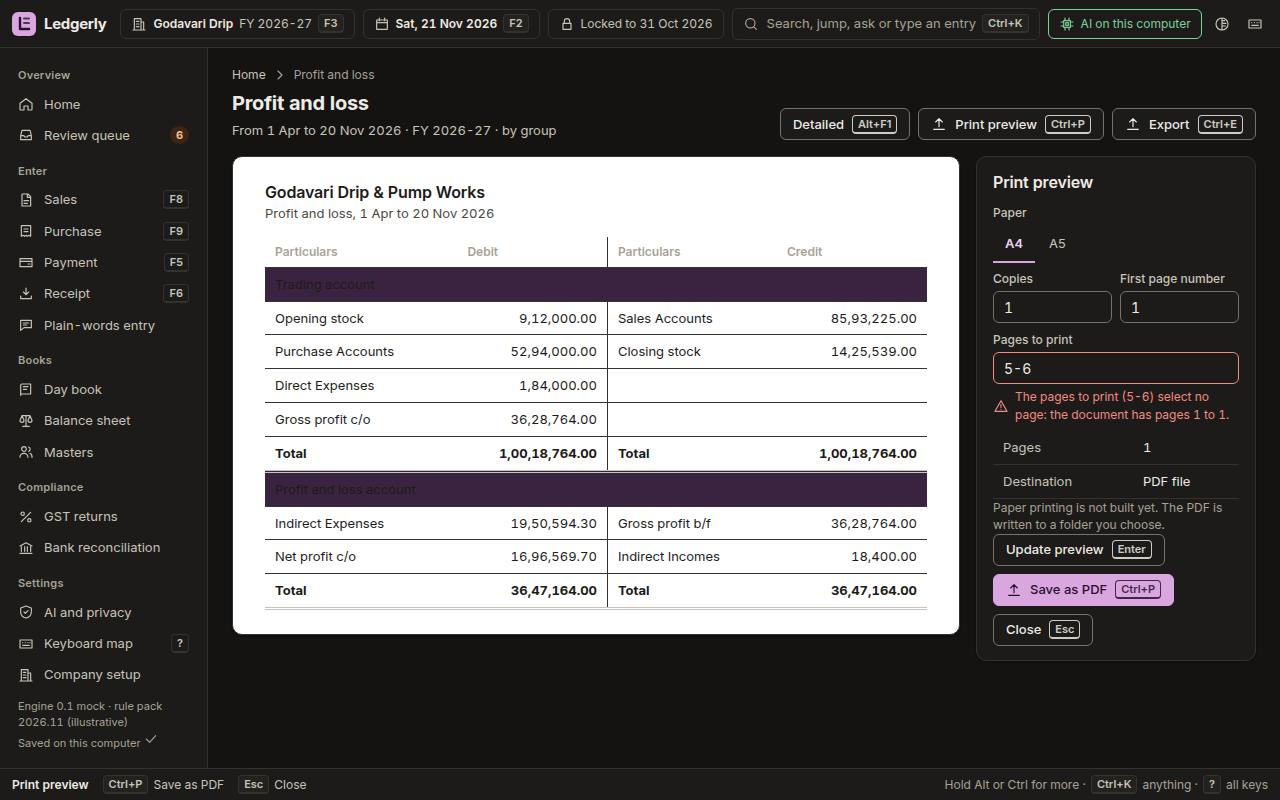 Ledgerly
Godavari Drip FY 2026-27 F3
Sat, 21 Nov 2026 F2
Locked to 31 Oct 2026
Search, jump, ask or type an entry Ctrl+K
AI on this computer
Overview
Home
Review queue 6
Enter
Sales F8
Purchase F9
Payment F5
Receipt F6
Plain-words entry
Books
Day book
Balance sheet
Masters
Compliance
GST returns
Bank reconciliation
Settings
AI and privacy
Keyboard map ?
Company setup
Engine 0.1 mock · rule pack
2026.11 (illustrative)
Saved on this computer
Home > Profit and loss
Profit and loss
From 1 Apr to 20 Nov 2026 · FY 2026-27 · by group
Detailed Alt+F1
Print preview Ctrl+P
Export Ctrl+E
Godavari Drip & Pump Works
Profit and loss, 1 Apr to 20 Nov 2026
Particulars Debit Particulars Credit
Trading account
Opening stock 9,12,000.00 Sales Accounts 85,93,225.00
Purchase Accounts 52,94,000.00 Closing stock 14,25,539.00
Direct Expenses 1,84,000.00
Gross profit c/o 36,28,764.00
Total 1,00,18,764.00 Total 1,00,18,764.00
Profit and loss account
Indirect Expenses 19,50,594.30 Gross profit b/f 36,28,764.00
Net profit c/o 16,96,569.70 Indirect Incomes 18,400.00
Total 36,47,164.00 Total 36,47,164.00
Print preview
Paper
A4 A5
Copies First page number
1 1
Pages to print
5-6
The pages to print (5-6) select no
page: the document has pages 1 to 1.
Pages 1
Destination PDF file
Paper printing is not built yet. The PDF is
written to a folder you choose.
Update preview Enter
Save as PDF Ctrl+P
Close Esc
Print preview Ctrl+P Save as PDF Esc Close
Hold Alt or Ctrl for more · Ctrl+K anything · ? all keys